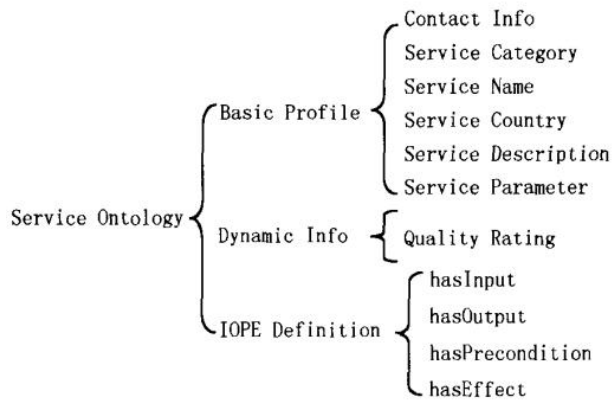 Service Ontology
Basic Profile
Contact Info
Service Category
Service Name
Service Country
Service Description
Service Parameter
Dynamic Info
Quality Rating
IOPE Definition
hasInput
hasOutput
hasPrecondition
hasEffect